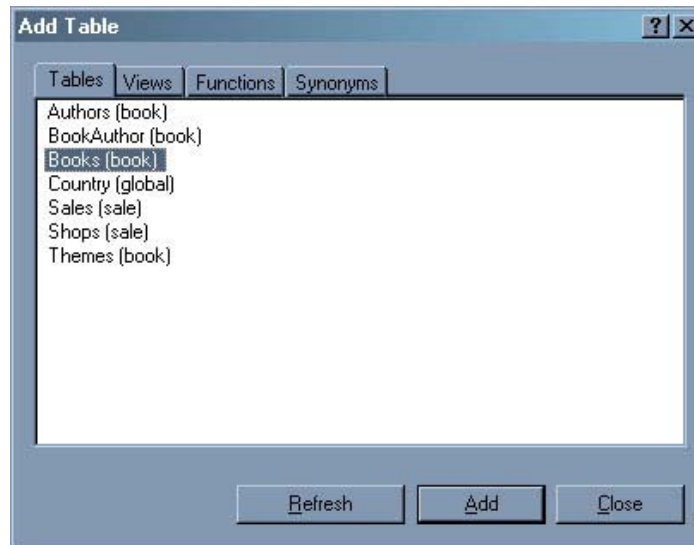 Add Table
Tables Views Functions Synonyms
Authors (book)
BookAuthor (book)
Books (book)
Country (global)
Sales (sale)
Shops (sale)
Themes (book)
Refresh Add Close